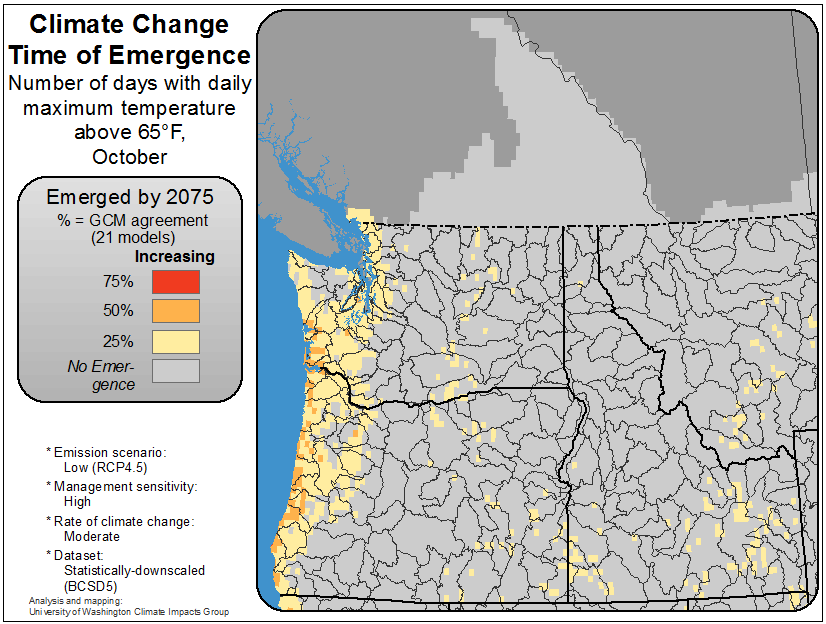 Climate Change
Time of Emergence
Number of days with daily
maximum temperature
above 65°F,
October
Emerged by 2075
% = GCM agreement
(21 models)
Increasing
75%
50%
25%
No Emer-
gence
* Emission scenario:
Low (RCP4.5)
* Management sensitivity:
High
* Rate of climate change:
Moderate
* Dataset:
Statistically-downscaled
(BCSD5)
Analysis and mapping:
University of Washington Climate Impacts Group